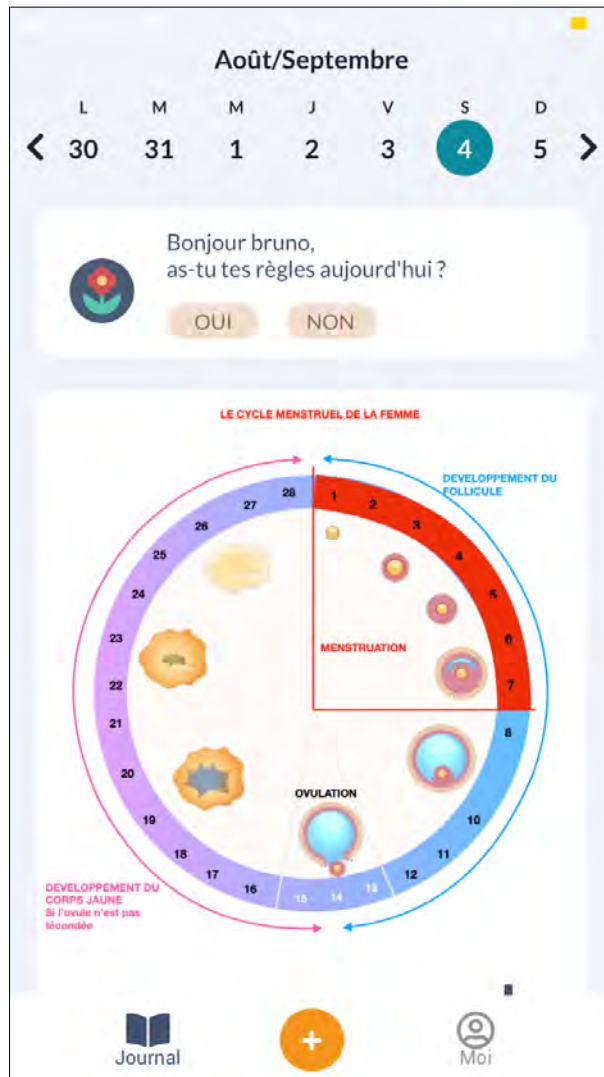 Août/Septembre
L M M J V S D
30 31 1 2 3 4 5
Bonjour bruno,
as-tu tes règles aujourd'hui ?
OUI NON
LE CYCLE MENSTRUEL DE LA FEMME
DEVELOPPEMENT DU
FOLLICULE
1
2
3
4
5
6
7
8
10
11
12
13
14
15
16
17
18
19
20
21
22
23
24
25
26
27
28
MENSTRUATION
OVULATION
DEVELOPPEMENT DU
CORPS JAUNE
Si l'ovule n'est pas
fécondée
Journal
+
Moi